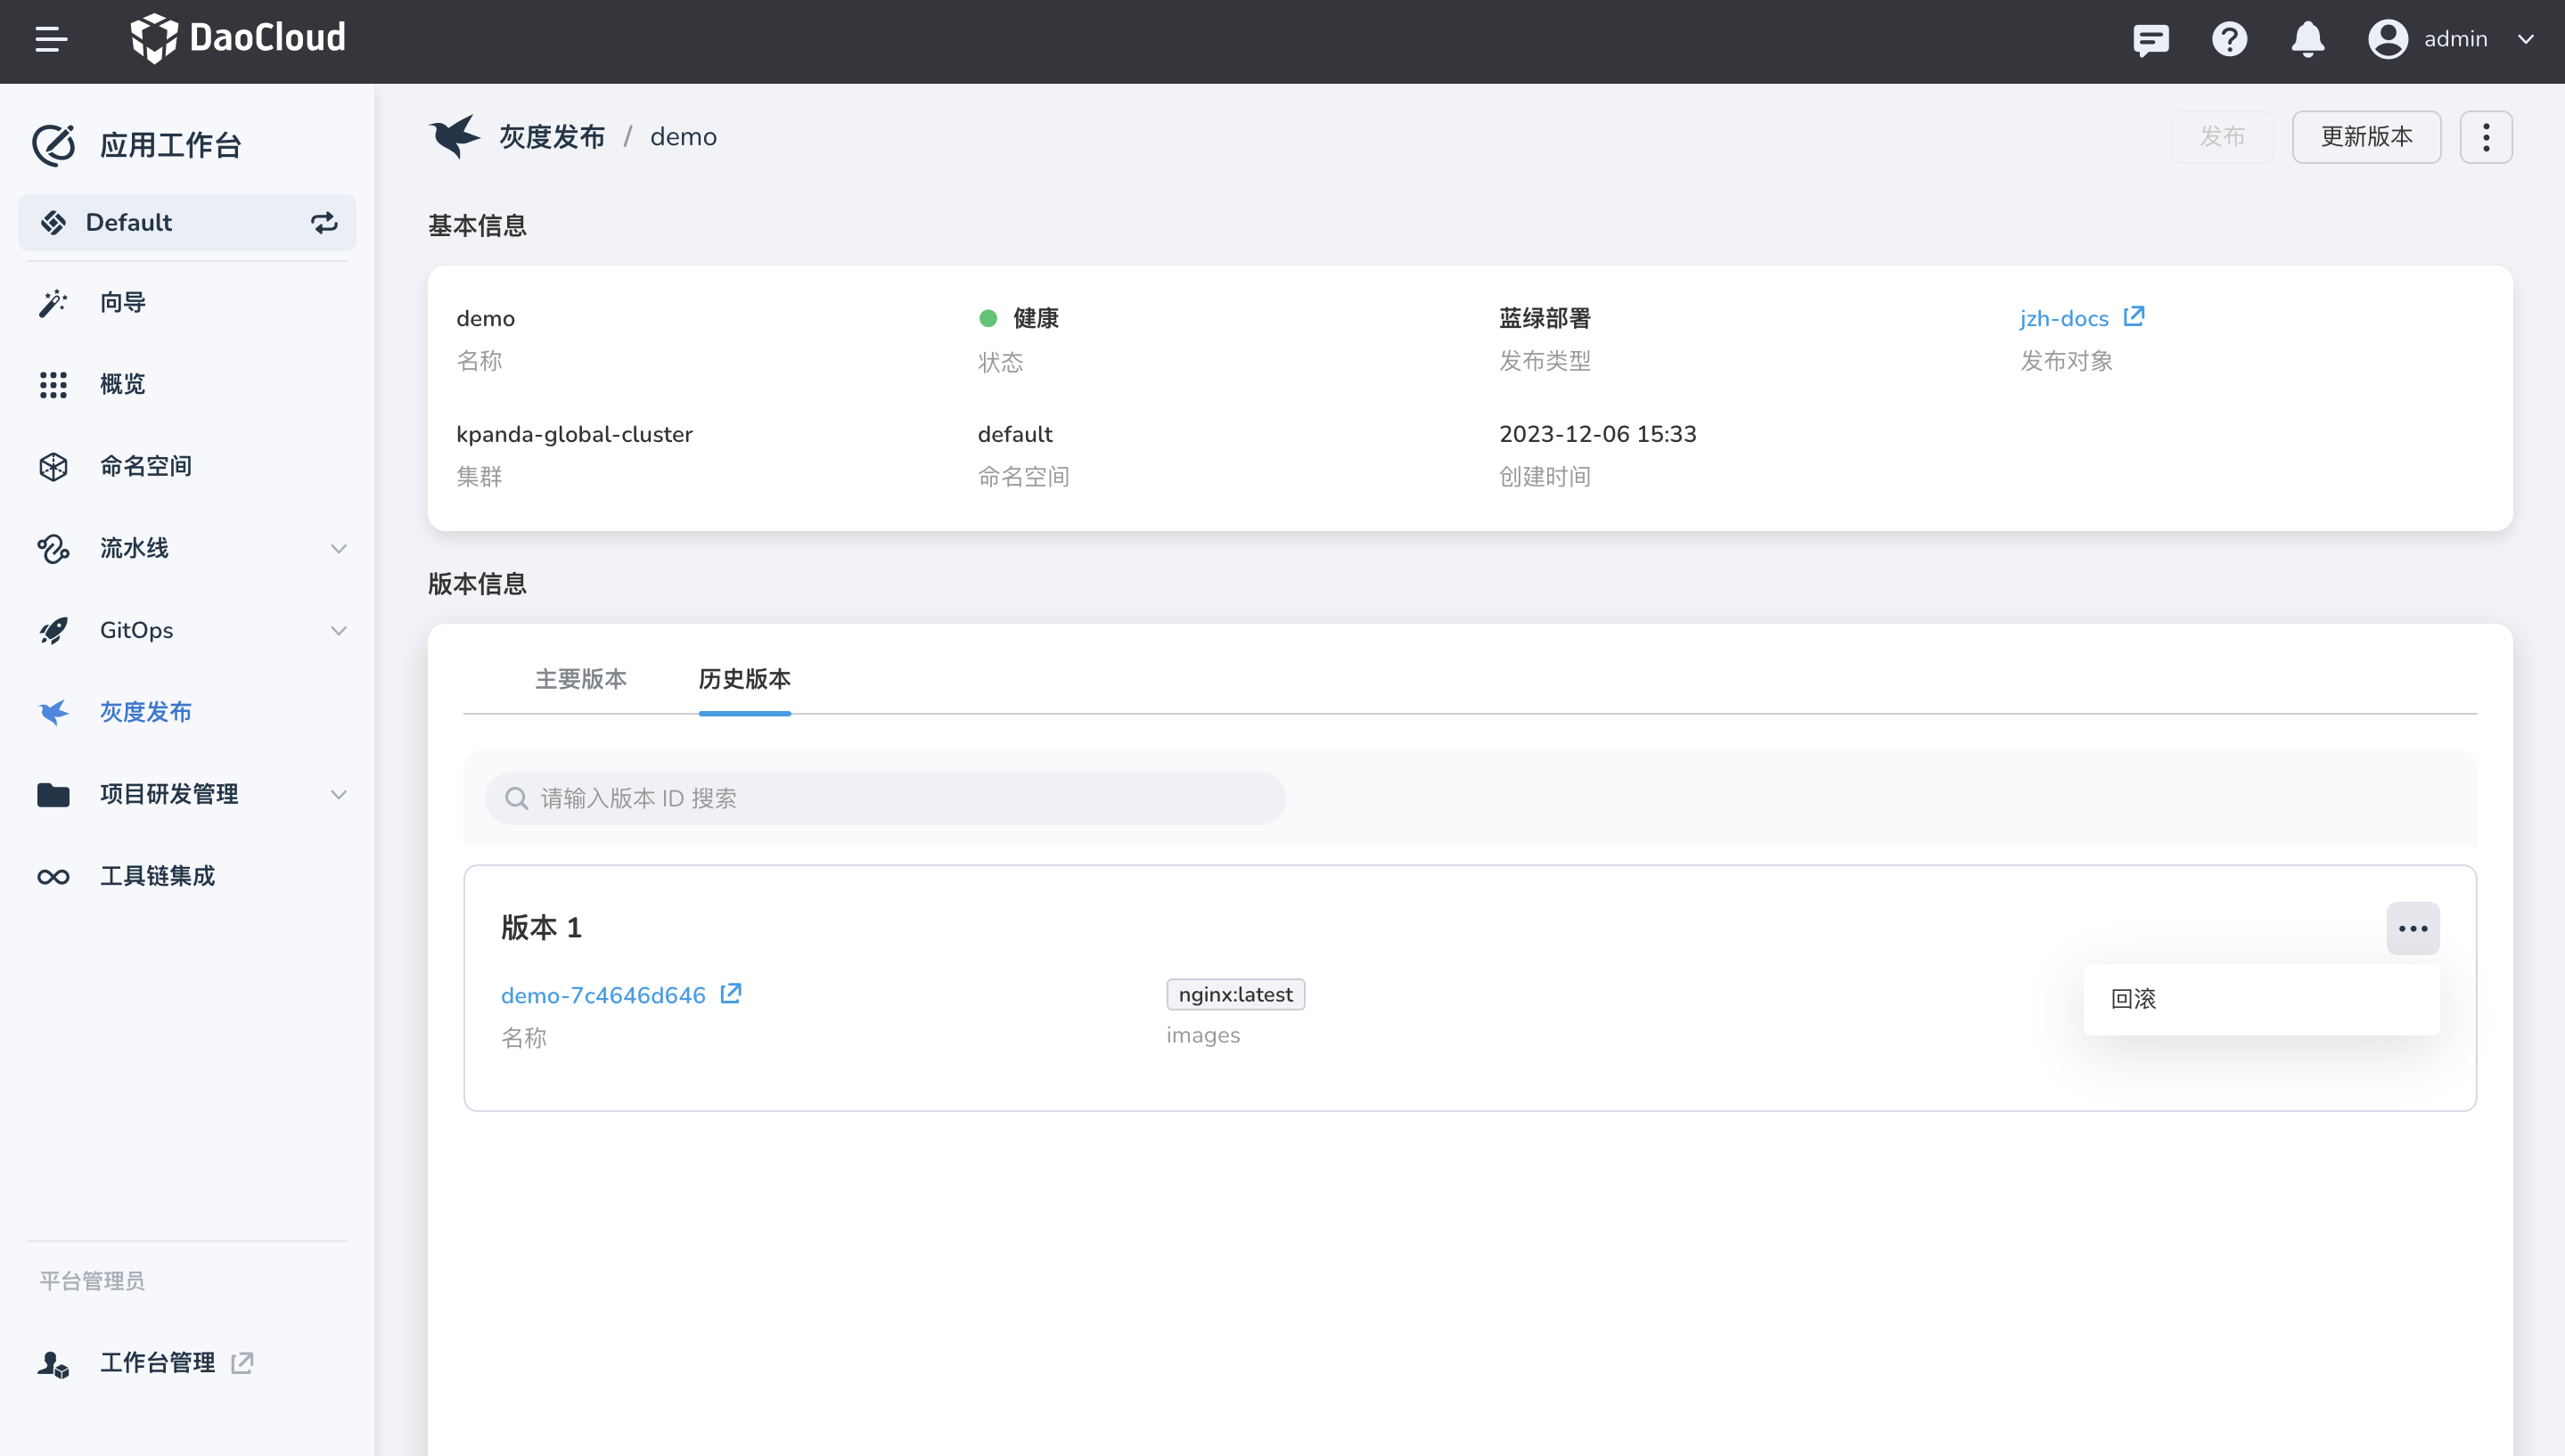 DaoCloud
admin
应用工作台
Default
向导
概览
命名空间
流水线
GitOps
灰度发布
项目研发管理
工具链集成
平台管理员
工作台管理
灰度发布 / demo
发布
更新版本
基本信息
demo
名称
健康
状态
蓝绿部署
发布类型
jzh-docs
发布对象
kpanda-global-cluster
集群
default
命名空间
2023-12-06 15:33
创建时间
版本信息
主要版本
历史版本
请输入版本 ID 搜索
版本 1
demo-7c4646d646
名称
nginx:latest
images
回滚